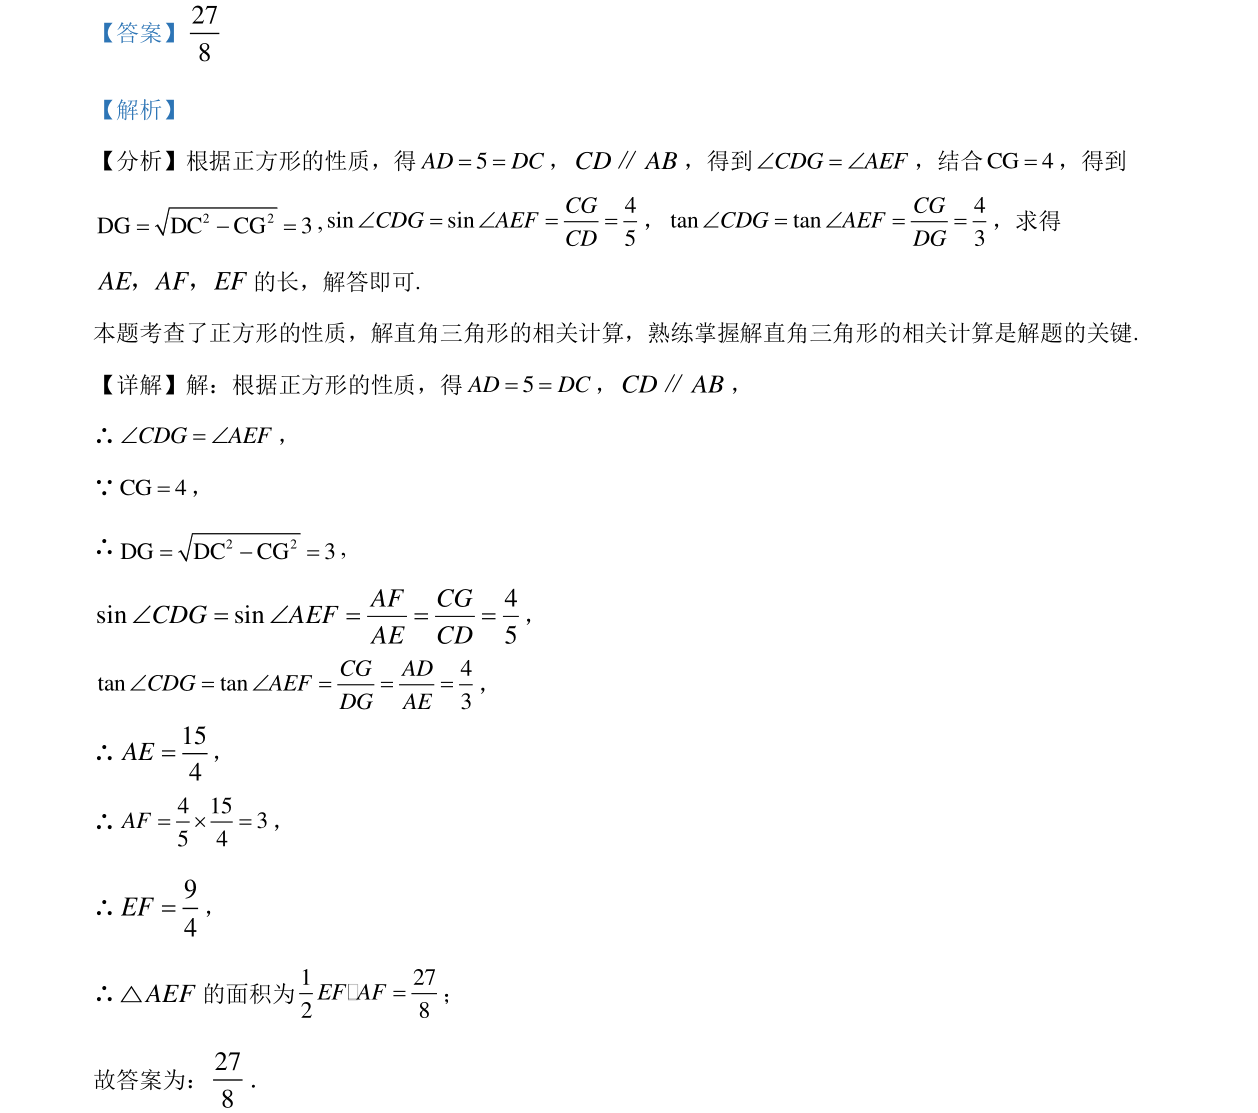 【答案】27/8
【解析】
【分析】根据正方形的性质，得 AD = 5 = DC， CD // AB ，得到∠CDG = ∠AEF ，结合 CG = 4，得到
DG = √(DC² − CG²) = 3 , sin∠CDG = sin∠AEF = CG/CD = 4/5 ， tan∠CDG = tan∠AEF = CG/DG = 4/3 ，求得
AE，AF，EF 的长，解答即可.
本题考查了正方形的性质，解直角三角形的相关计算，熟练掌握解直角三角形的相关计算是解题的关键.
【详解】解：根据正方形的性质，得 AD = 5 = DC， CD // AB ，
∴ ∠CDG = ∠AEF ，
∵ CG = 4，
∴ DG = √(DC² − CG²) = 3，
sin∠CDG = sin∠AEF = AF/AE = CG/CD = 4/5 ，
tan∠CDG = tan∠AEF = CG/DG = AD/AE = 4/3 ，
∴ AE = 15/4 ，
∴ AF = 4/5 × 15/4 = 3，
∴ EF = 9/4 ，
∴ △AEF 的面积为 1/2 EF□AF = 27/8 ；
故答案为：27/8 ．